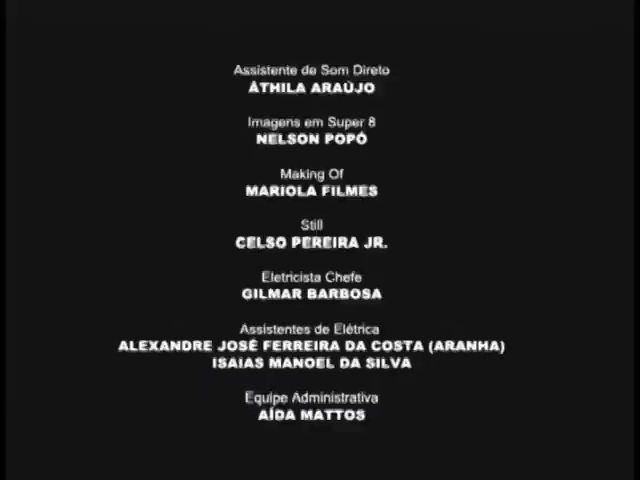 Assistente de Som Direto
ÁTHILA ARAÚJO
Imagens em Super 8
NELSON POPÓ
Making Of
MARIOLA FILMES
Still
CELSO PEREIRA JR.
Eletricista Chefe
GILMAR BARBOSA
Assistentes de Elétrica
ALEXANDRE JOSÉ FERREIRA DA COSTA (ARANHA)
ISAIAS MANOEL DA SILVA
Equipe Administrativa
AÍDA MATTOS